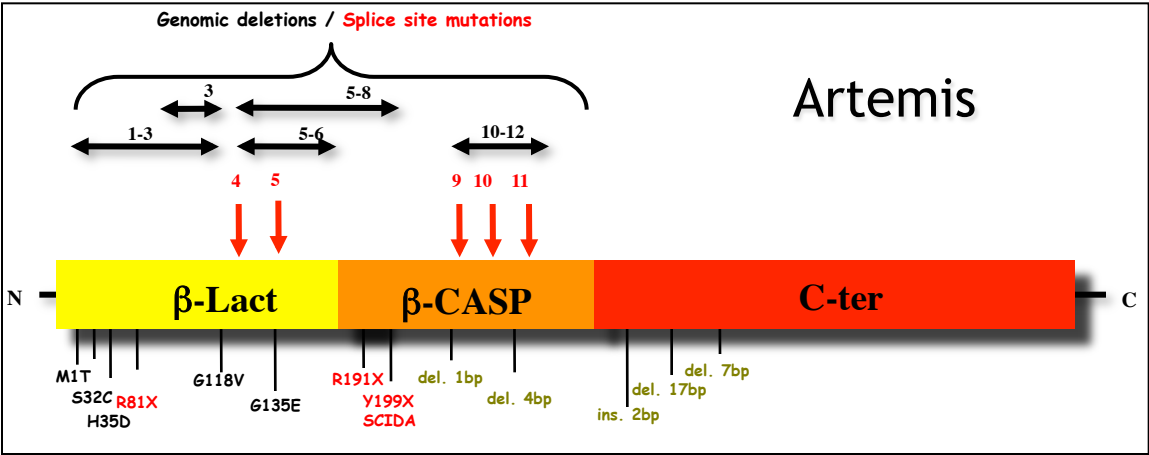 Genomic deletions / Splice site mutations
Artemis
3 5-8
1-3 5-6 10-12
4 5 9 10 11
N β-Lact β-CASP C-ter C
M1T G118V R191X del. 1bp del. 7bp
S32C R81X G135E Y199X del. 4bp del. 17bp
H35D SCIDA ins. 2bp